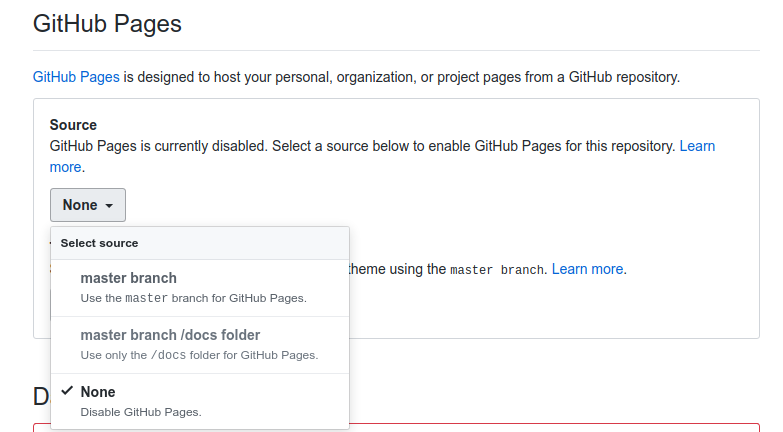 GitHub Pages
GitHub Pages is designed to host your personal, organization, or project pages from a GitHub repository.
Source
GitHub Pages is currently disabled. Select a source below to enable GitHub Pages for this repository. Learn
more.
None
Select source
theme using the master branch. Learn more.
master branch
Use the master branch for GitHub Pages.
master branch /docs folder
Use only the /docs folder for GitHub Pages.
None
Disable GitHub Pages.